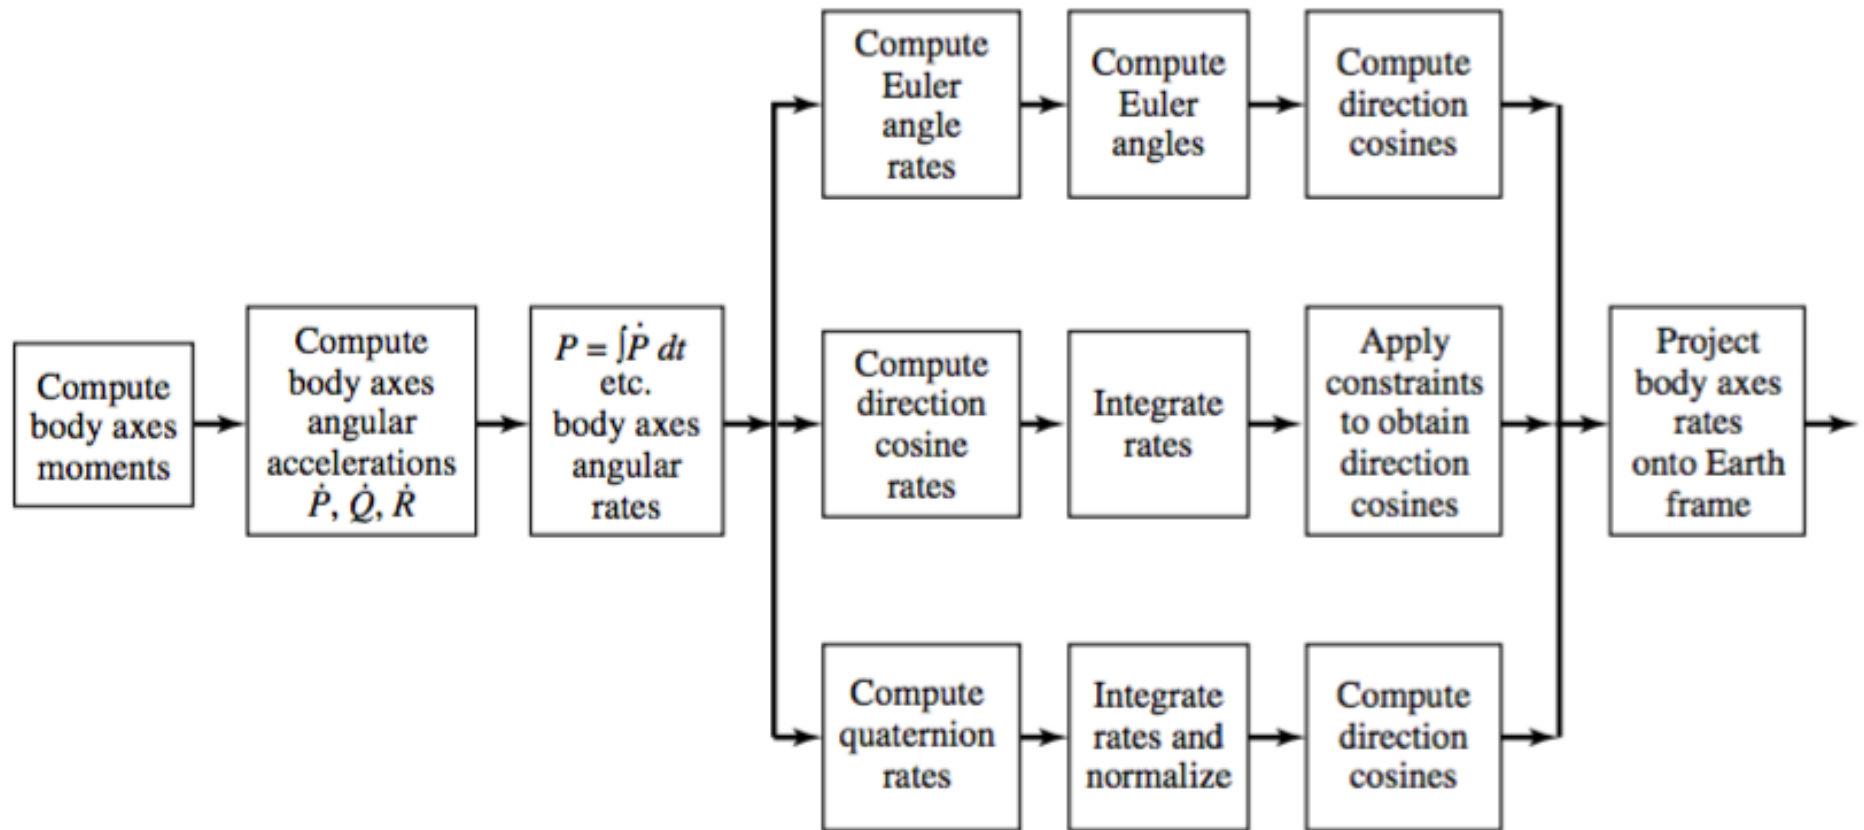 Compute
body axes
moments
Compute
body axes
angular
accelerations
Ṗ, Q̇, Ṙ
P = ∫Ṗ dt
etc.
body axes
angular
rates
Compute
Euler
angle
rates
Compute
Euler
angles
Compute
direction
cosines
Compute
direction
cosine
rates
Integrate
rates
Apply
constraints
to obtain
direction
cosines
Compute
quaternion
rates
Integrate
rates and
normalize
Compute
direction
cosines
Project
body axes
rates
onto Earth
frame